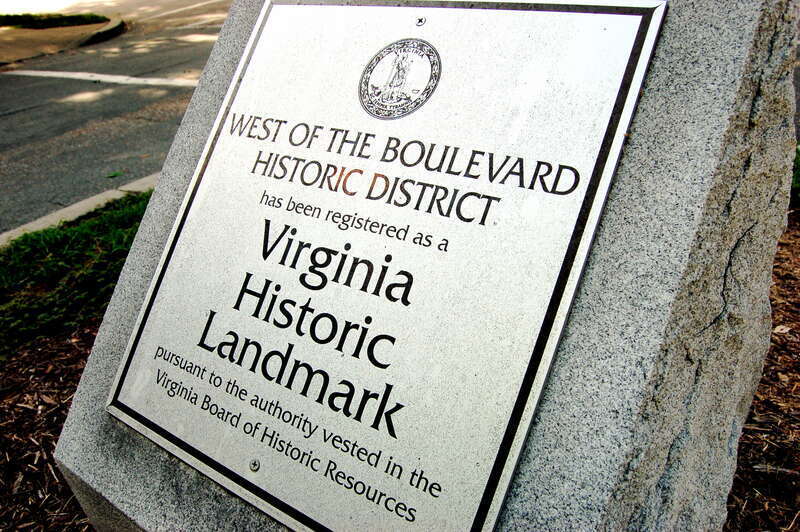 VIRGINIA
WEST OF THE BOULEVARD
HISTORIC DISTRICT
has been registered as a
Virginia
Historic
Landmark
pursuant to the authority vested in the
Virginia Board of Historic Resources